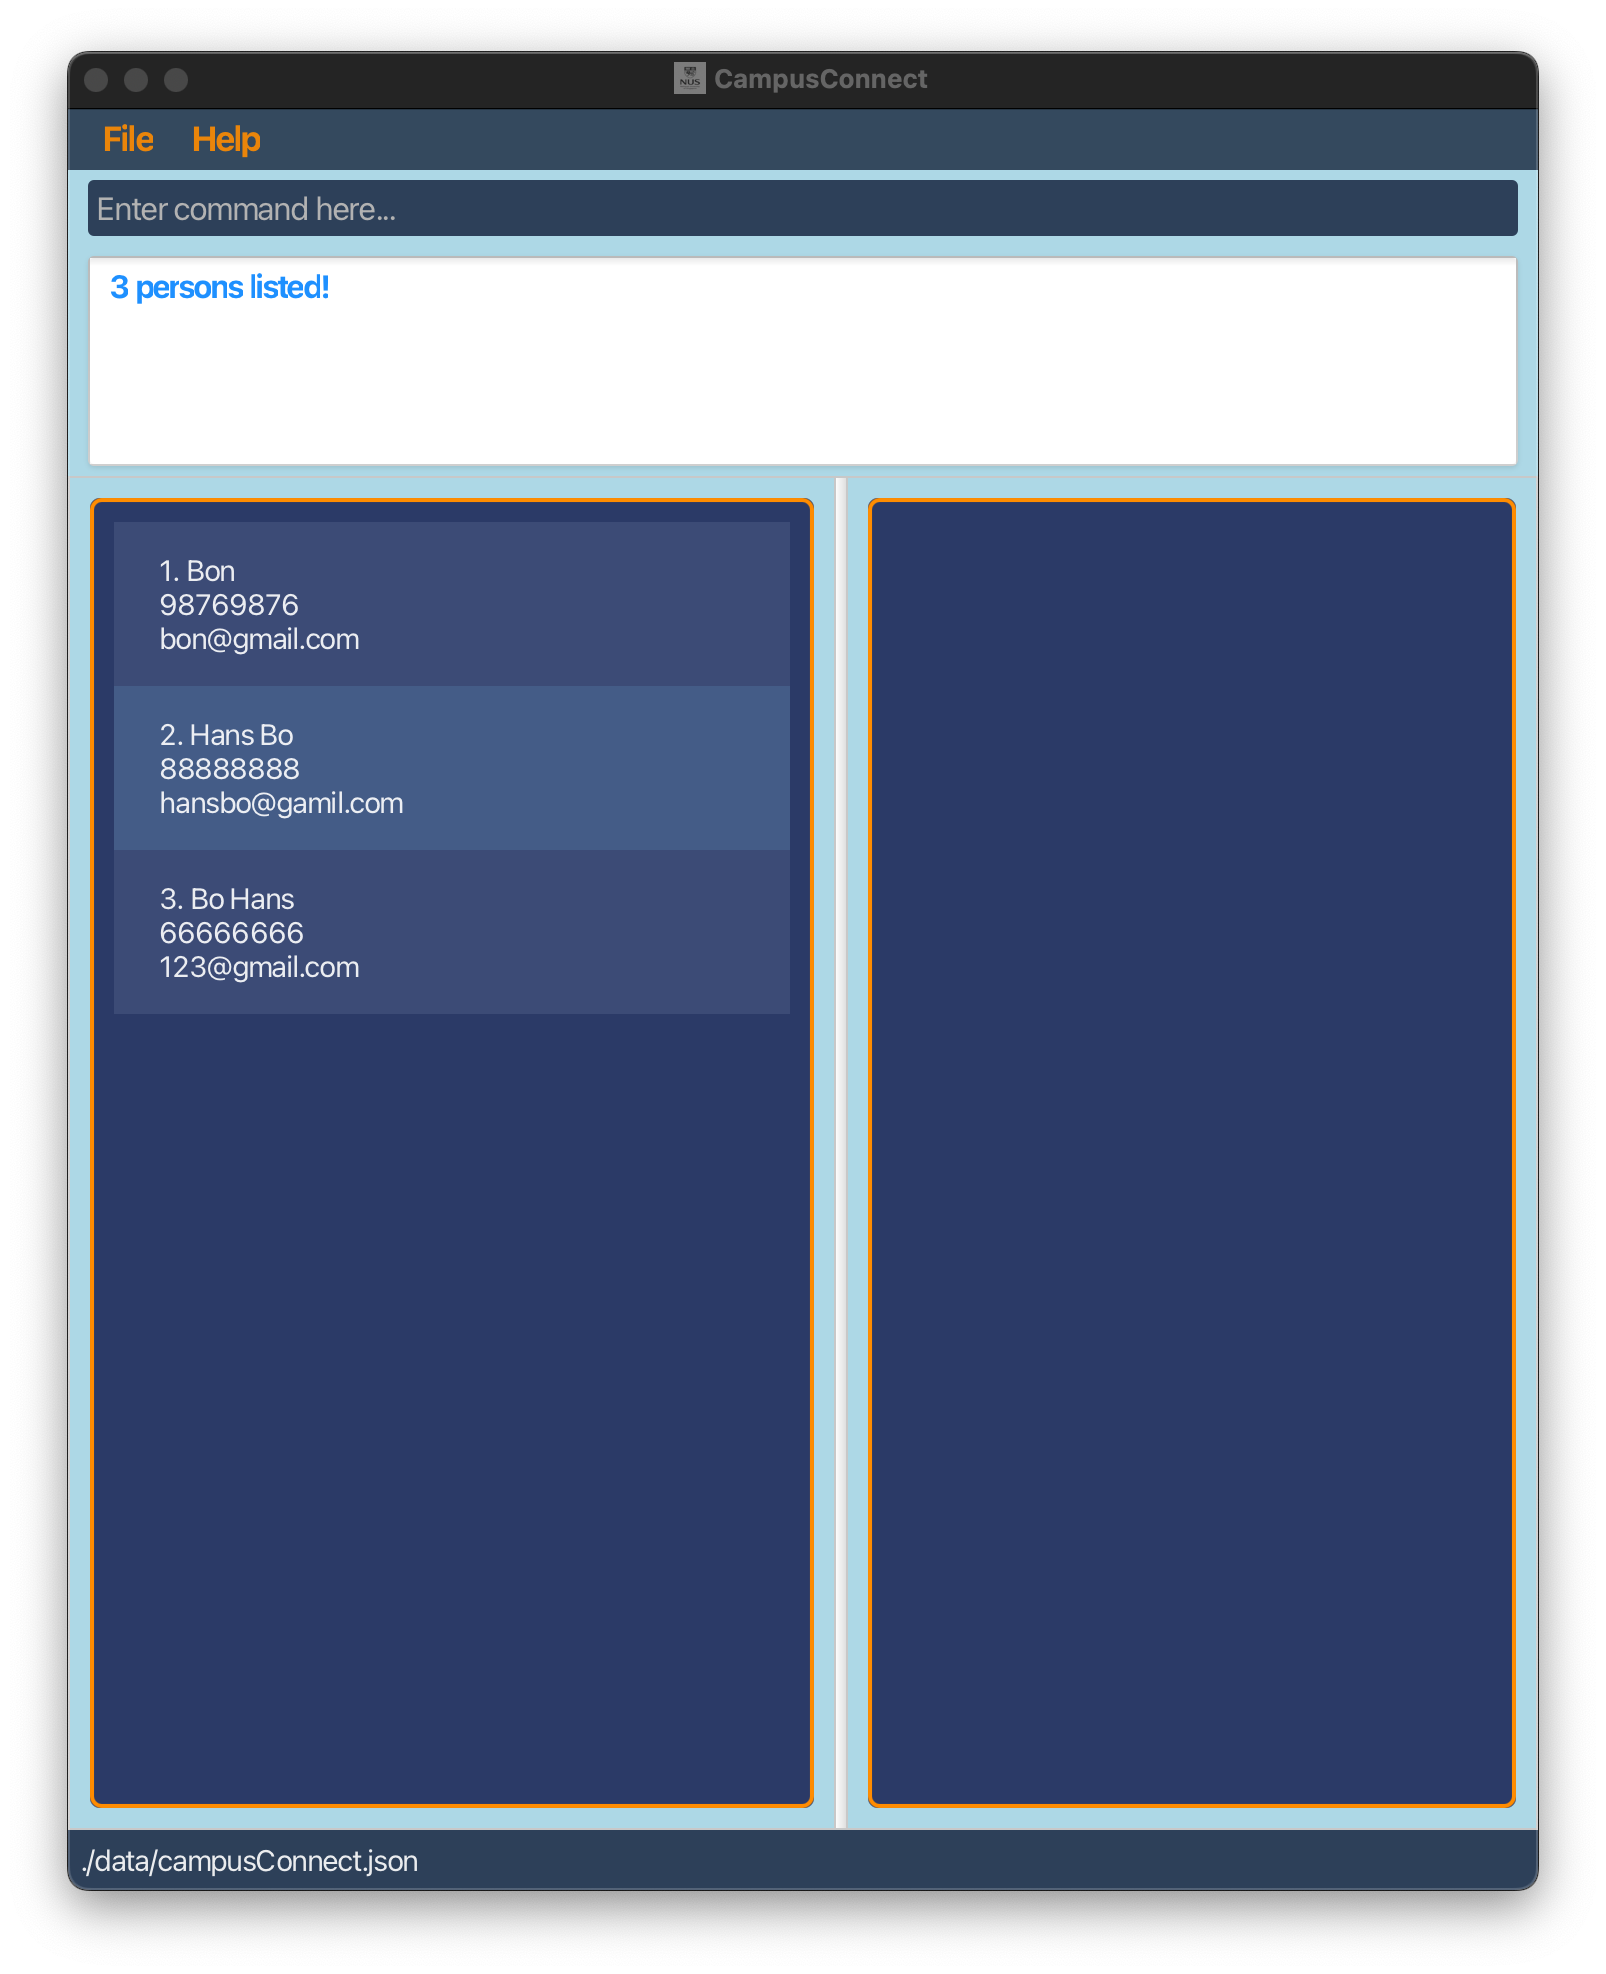 NUS
CampusConnect
File Help
Enter command here...
3 persons listed!
1. Bon
98769876
bon@gmail.com
2. Hans Bo
88888888
hansbo@gamil.com
3. Bo Hans
66666666
123@gmail.com
./data/campusConnect.json